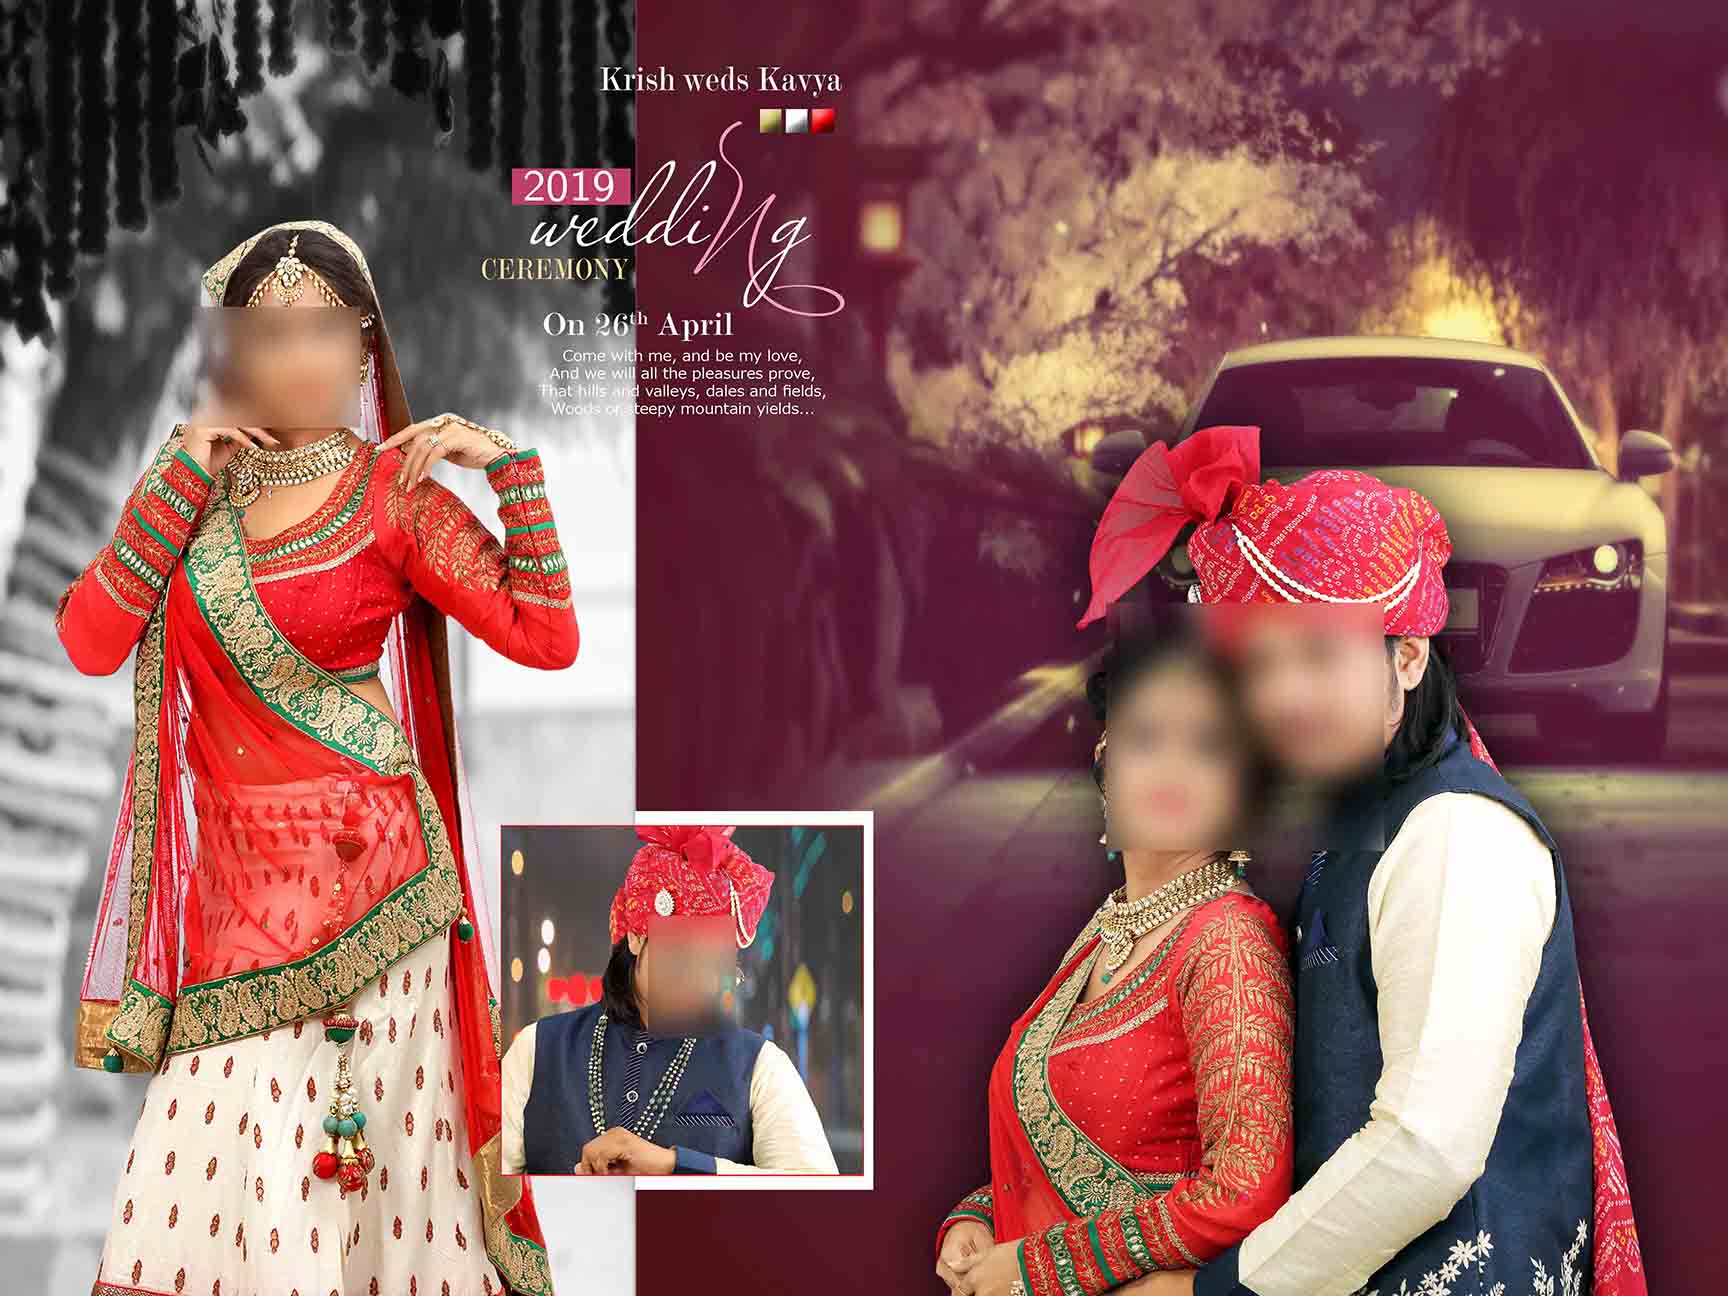 Krish weds Kavya
2019
wedding
CEREMONY
On 26th April
Come with me, and be my love,
And we will all the pleasures prove,
That hills and valleys, dales and fields,
Woods or steepy mountain yields...